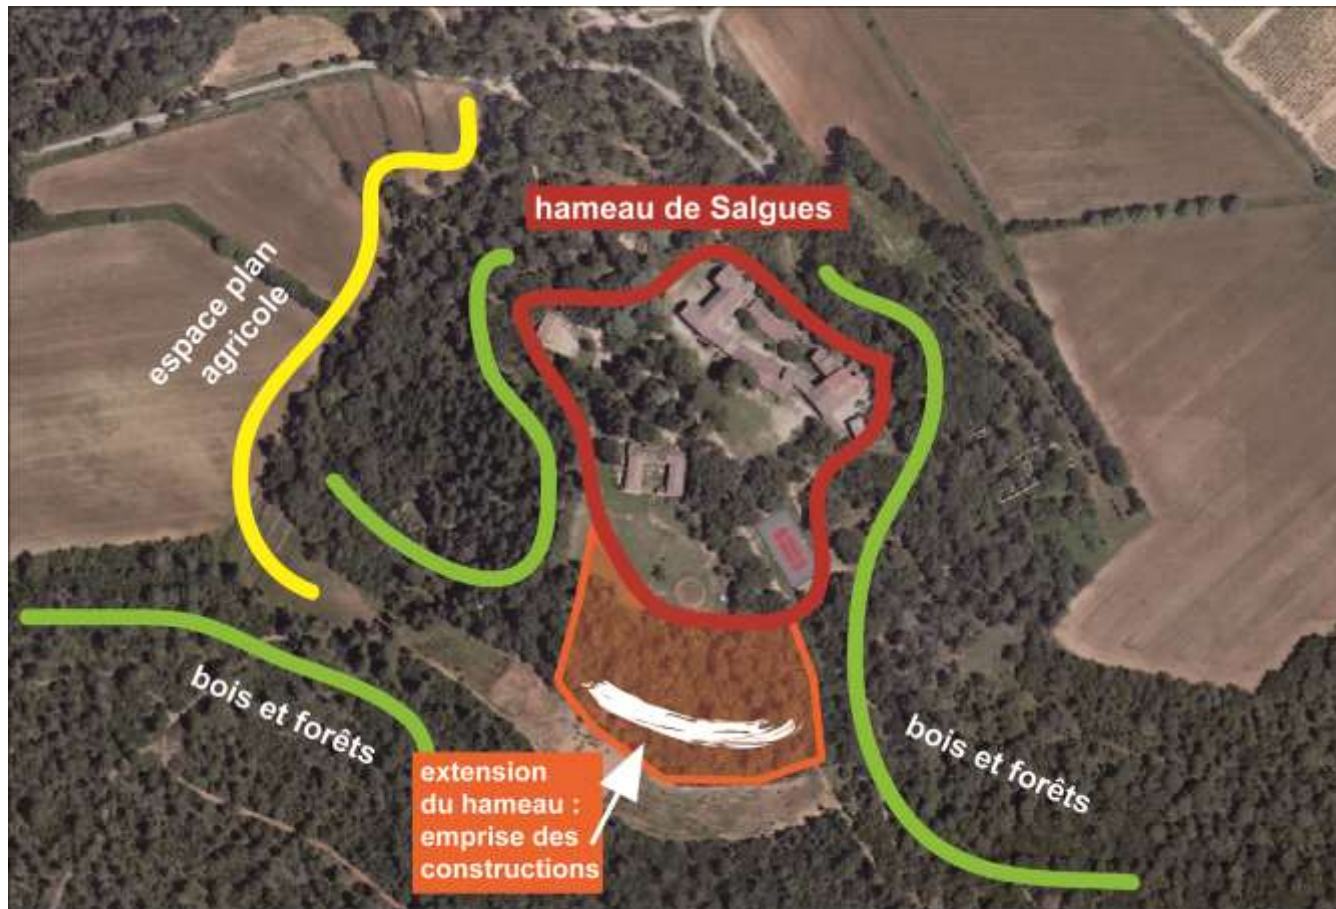 hameau de Salgues
espace plan
agricole
bois et forêts
extension
du hameau :
emprise des
constructions
bois et forêts